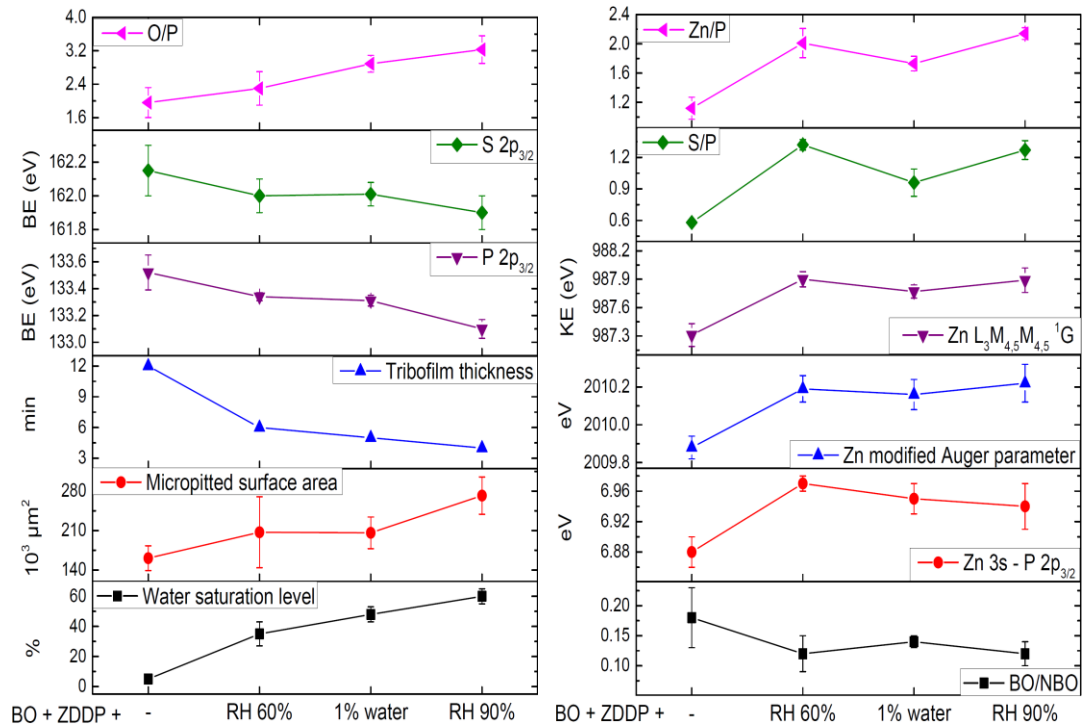 4.0
3.2
2.4
1.6
O/P
162.2
162.0
161.8
BE (eV)
S 2p3/2
133.6
133.4
133.2
133.0
BE (eV)
P 2p3/2
12
9
6
3
min
Tribofilm thickness
280
210
140
10³ µm²
Micropitted surface area
60
40
20
0
%
Water saturation level
BO + ZDDP + - RH 60% 1% water RH 90%
2.4
2.0
1.6
1.2
Zn/P
1.2
0.9
0.6
S/P
988.2
987.9
987.6
987.3
KE (eV)
Zn L3M4,5M4,5 ¹G
2010.2
2010.0
2009.8
eV
Zn modified Auger parameter
6.96
6.92
6.88
eV
Zn 3s - P 2p3/2
0.20
0.15
0.10
BO/NBO
BO + ZDDP + - RH 60% 1% water RH 90%